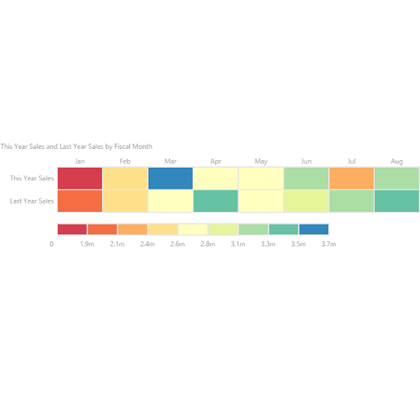 This Year Sales and Last Year Sales by Fiscal Month
Jan Feb Mar Apr May Jun Jul Aug
This Year Sales
Last Year Sales
0 1.9m 2.1m 2.4m 2.6m 2.8m 3.1m 3.3m 3.5m 3.7m